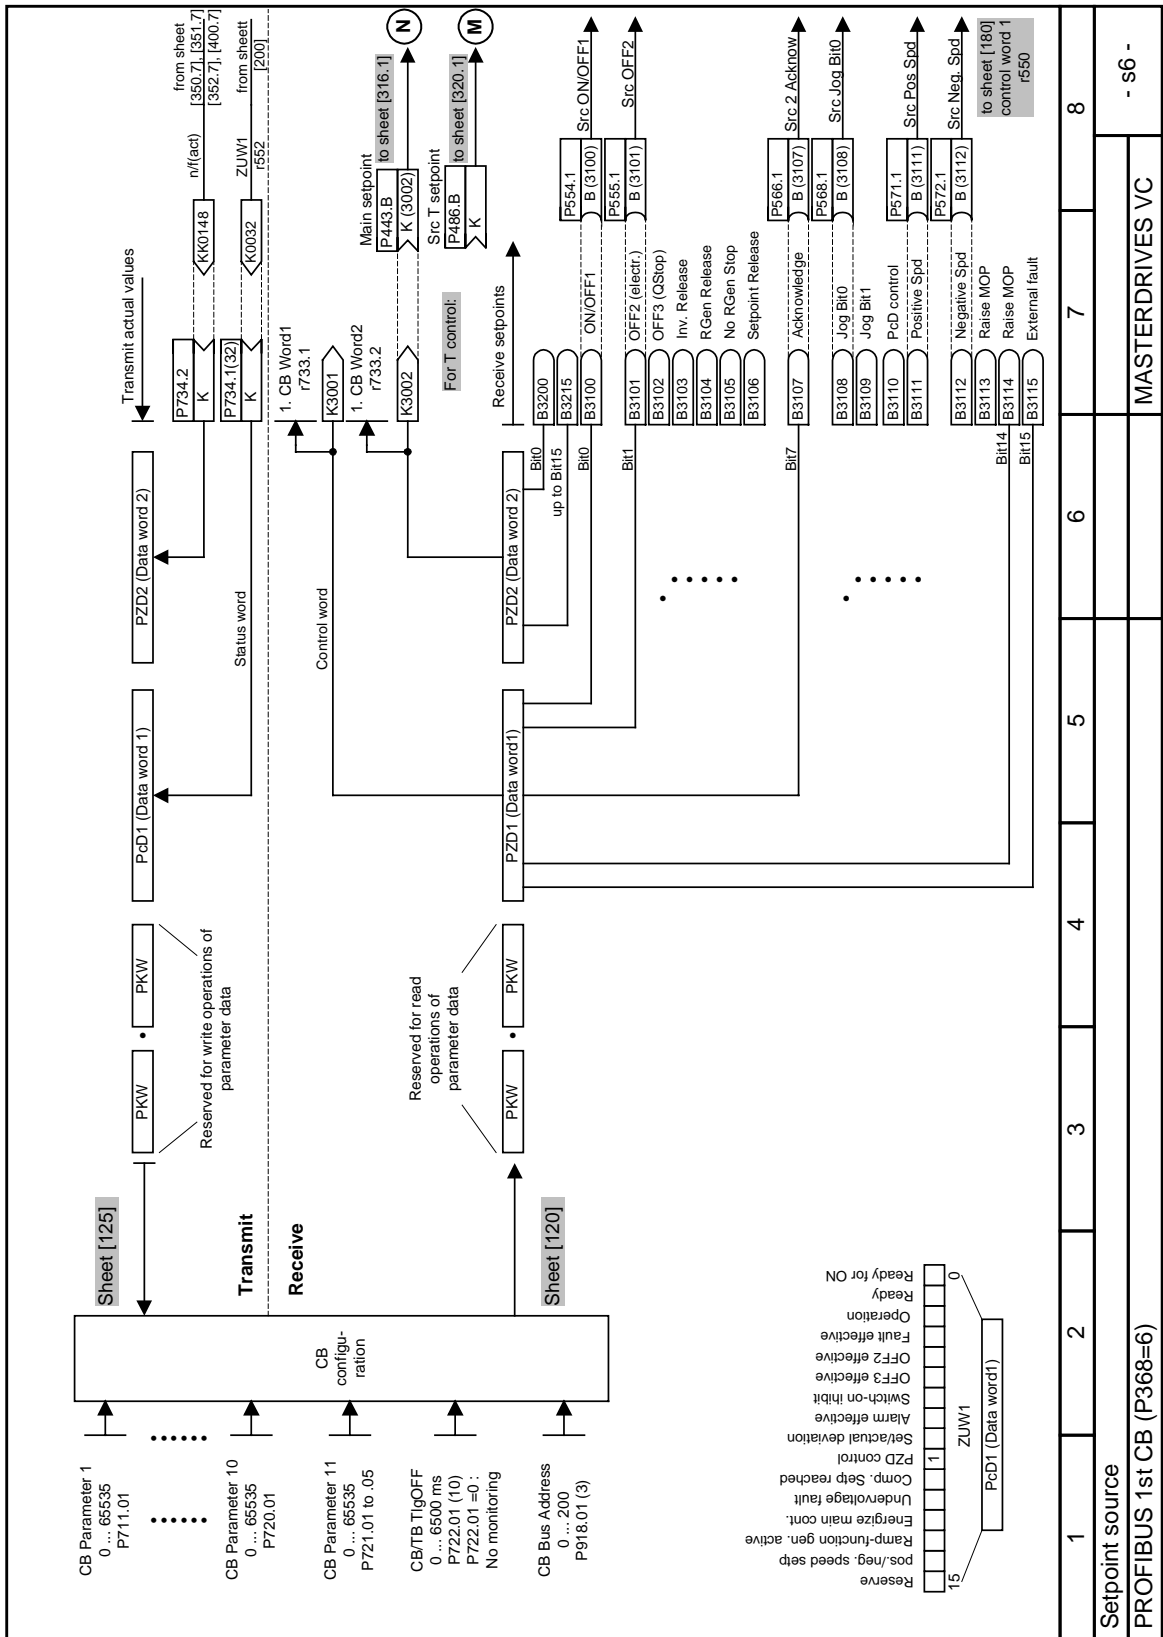 CB Parameter 1
0 ... 65535
P711.01
CB Parameter 10
0 ... 65535
P720.01
CB Parameter 11
0 ... 65535
P721.01 to .05
CB/TB TlgOFF
0 ... 6500 ms
P722.01 (10)
P722.01 =0 :
No monitoring
CB Bus Address
0 ... 200
P918.01 (3)
CB
configu-
ration
Sheet [125]
Transmit
Receive
Sheet [120]
PKW
PKW
Reserved for write operations of
parameter data
PcD1 (Data word 1)
PZD2 (Data word 2)
Transmit actual values
P734.2
K
KK0148
n/f(act)
from sheet
[350.7], [351.7]
[352.7], [400.7]
P734.1(32)
K
K0032
ZUW1
r552
from sheett
[200]
Status word
Control word
1. CB Word1
r733.1
K3001
1. CB Word2
r733.2
K3002
Main setpoint
P443.B
K (3002)
to sheet [316.1]
N
For T control:
Src T setpoint
P486.B
K
to sheet [320.1]
M
Reserved for read
operations of
parameter data
PKW
PKW
PZD1 (Data word1)
PZD2 (Data word 2)
Receive setpoints
Bit0
B3200
up to Bit15
B3215
Bit0
B3100
ON/OFF1
P554.1
B (3100)
Src ON/OFF1
Bit1
B3101
OFF2 (electr.)
P555.1
B (3101)
Src OFF2
B3102
OFF3 (QStop)
B3103
Inv. Release
B3104
RGen Release
B3105
No RGen Stop
B3106
Setpoint Release
Bit7
B3107
Acknowledge
P566.1
B (3107)
Src 2 Acknow
B3108
Jog Bit0
P568.1
B (3108)
Src Jog Bit0
B3109
Jog Bit1
B3110
PcD control
B3111
Positive Spd
P571.1
B (3111)
Src Pos Spd
B3112
Negative Spd
P572.1
B (3112)
Src Neg. Spd
B3113
Raise MOP
Bit14
B3114
Raise MOP
Bit15
B3115
External fault
to sheet [180]
control word 1
r550
Reserve
pos./neg. speed setp
Ramp-function gen. active
Energize main cont.
Undervoltage fault
Comp. Setp reached
PZD control
Set/actual deviation
Alarm effective
Switch-on inhibit
OFF3 effective
OFF2 effective
Fault effective
Operation
Ready
Ready for ON
1
15
ZUW1
0
PcD1 (Data word1)
1
2
3
4
5
6
7
8
Setpoint source
PROFIBUS 1st CB (P368=6)
MASTERDRIVES VC
- s6 -